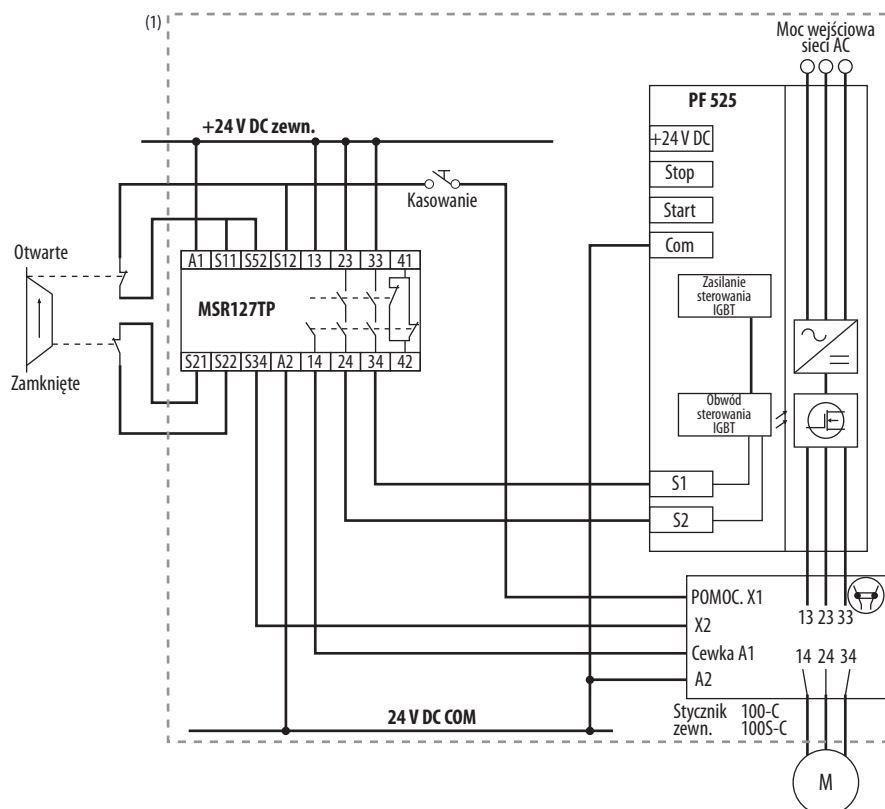 (1)
Moc wejściowa
sieci AC
PF 525
+24 V DC zewn.
+24 V DC
Stop
Start
Com
Kasowanie
Otwarte
A1 S11 S52 S12 13 23 33 41
MSR127TP
S21 S22 S34 A2 14 24 34 42
Zamknięte
Zasilanie
sterowania
IGBT
Obwód
sterowania
IGBT
S1
S2
POMOC. X1
13 23 33
X2
Cewka A1
14 24 34
A2
24 V DC COM
Stycznik 100-C
zewn. 100S-C
M